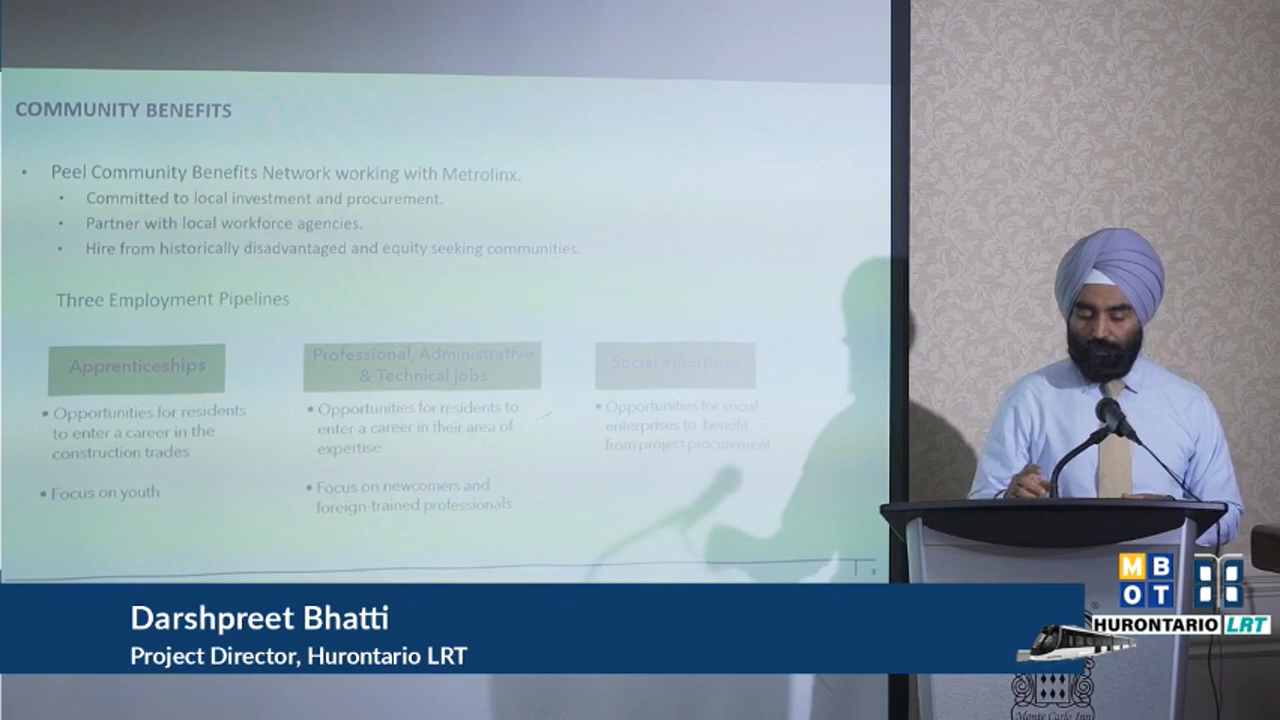 COMMUNITY BENEFITS
• Peel Community Benefits Network working with Metrolinx.
• Committed to local investment and procurement.
• Partner with local workforce agencies.
• Hire from historically disadvantaged and equity seeking communities.
Three Employment Pipelines
Apprenticeships
• Opportunities for residents
to enter a career in the
construction trades
• Focus on youth
Professional, Administrative
& Technical jobs
• Opportunities for residents to
enter a career in their area of
expertise
• Focus on newcomers and
foreign-trained professionals
Social enterprises
• Opportunities for social
enterprises to benefit
from project procurement
Darshpreet Bhatti
Project Director, Hurontario LRT
M B
O T
HURONTARIO LRT
Monte Carlo Inn